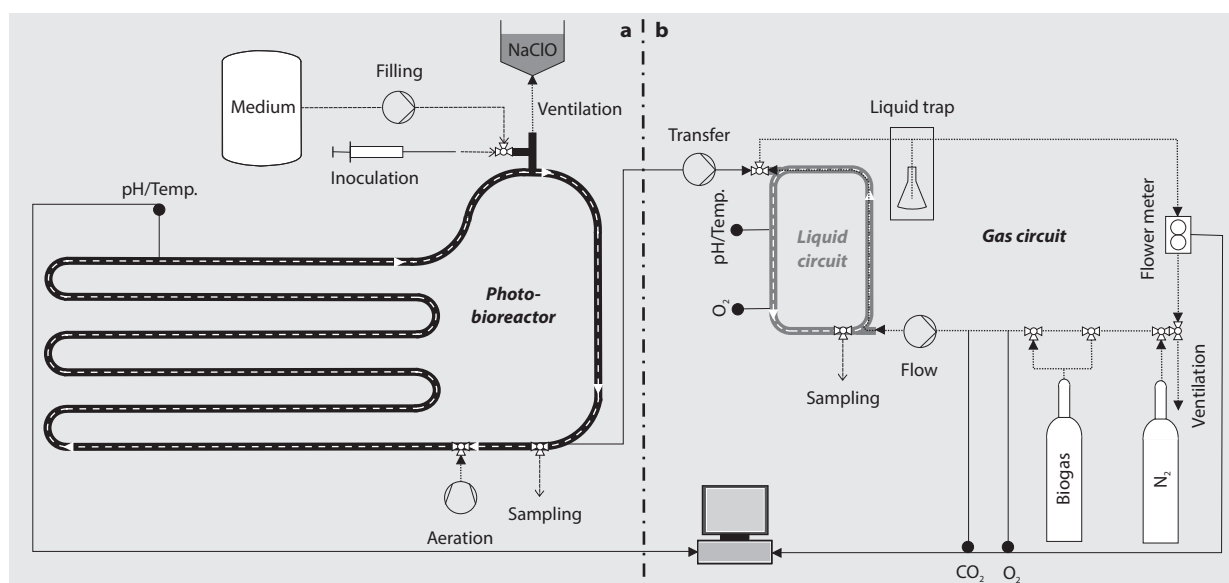 a
b
NaClO
Filling
Medium
Ventilation
Inoculation
pH/Temp.
Photo-
bioreactor
Aeration
Sampling
Transfer
Liquid trap
pH/Temp.
O₂
Liquid
circuit
Gas circuit
Flower meter
Flow
Sampling
Ventilation
Biogas
N₂
CO₂
O₂